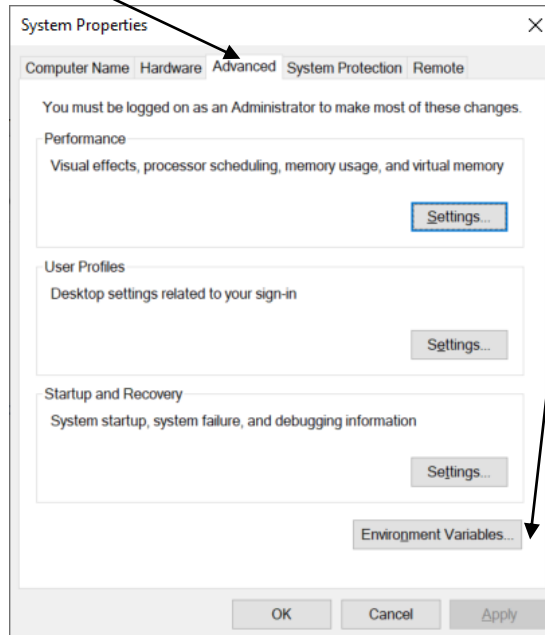 System Properties
Computer Name Hardware Advanced System Protection Remote
You must be logged on as an Administrator to make most of these changes.
Performance
Visual effects, processor scheduling, memory usage, and virtual memory
Settings...
User Profiles
Desktop settings related to your sign-in
Settings...
Startup and Recovery
System startup, system failure, and debugging information
Settings...
Environment Variables...
OK Cancel Apply